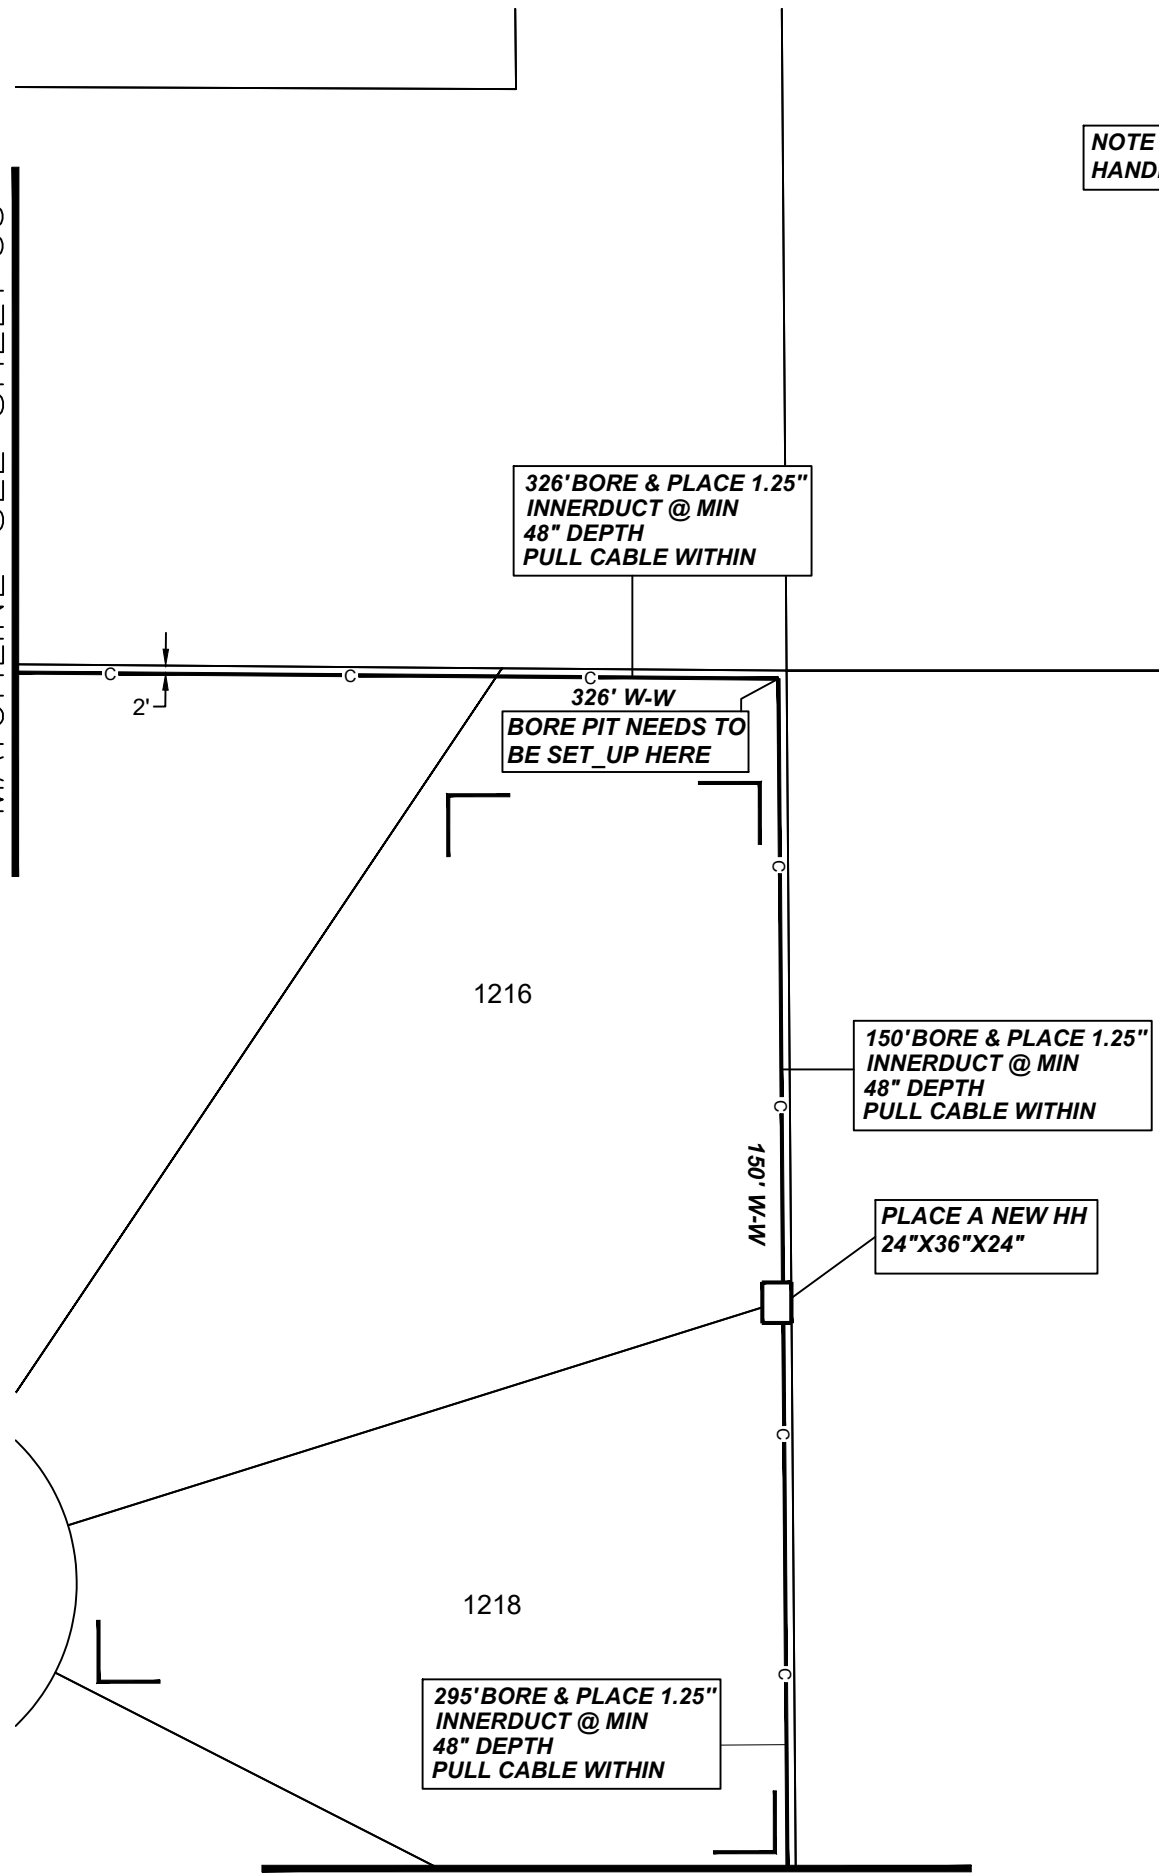 NOTE
326'BORE & PLACE 1.25"
INNERDUCT @ MIN
48" DEPTH
PULL CABLE WITHIN
C
C
C
2'
326' W-W
BORE PIT NEEDS TO
BE SET_UP HERE
C
1216
150'BORE & PLACE 1.25"
INNERDUCT @ MIN
48" DEPTH
PULL CABLE WITHIN
C
150' W-W
PLACE A NEW HH
24"X36"X24"
C
1218
C
295'BORE & PLACE 1.25"
INNERDUCT @ MIN
48" DEPTH
PULL CABLE WITHIN